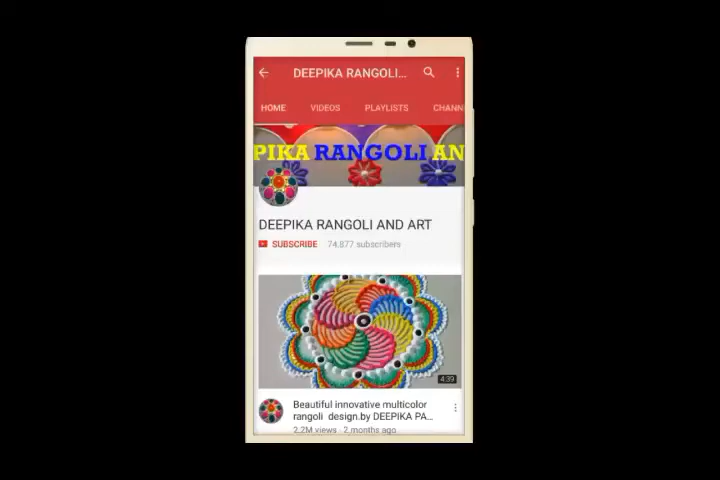 DEEPIKA RANGOLI...
HOME VIDEOS PLAYLISTS CHANN
PIKA RANGOLI AN
DEEPIKA RANGOLI AND ART
SUBSCRIBE 74,877 subscribers
4:39
Beautiful innovative multicolor
rangoli design.by DEEPIKA PA...
2.2M views · 2 months ago